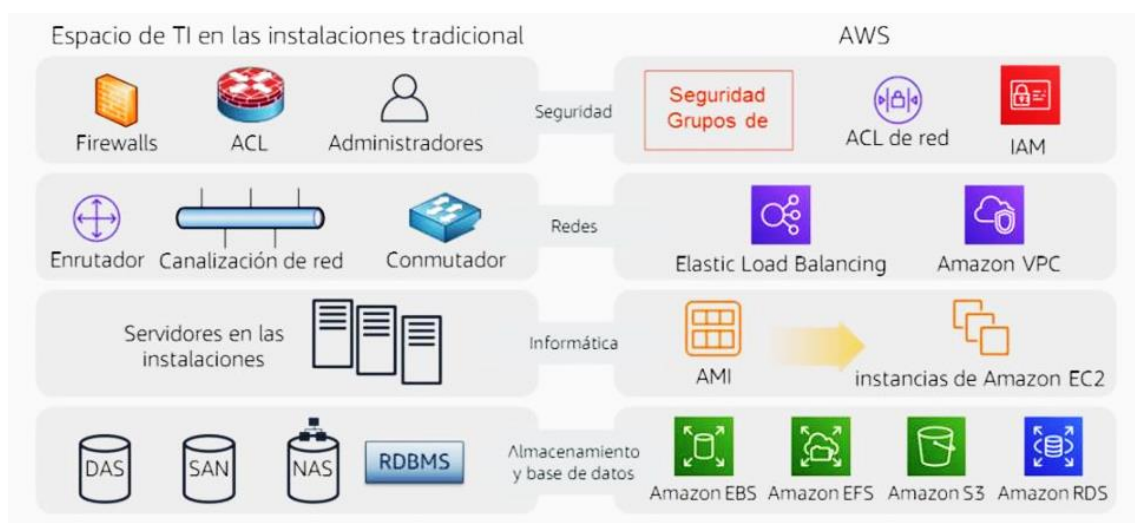 Espacio de TI en las instalaciones tradicional
AWS
Firewalls
ACL
Administradores
Seguridad
Seguridad
Grupos de
ACL de red
IAM
Enrutador
Canalización de red
Conmutador
Redes
Elastic Load Balancing
Amazon VPC
Servidores en las
instalaciones
Informática
AMI
instancias de Amazon EC2
DAS
SAN
NAS
RDBMS
Almacenamiento
y base de datos
Amazon EBS
Amazon EFS
Amazon S3
Amazon RDS